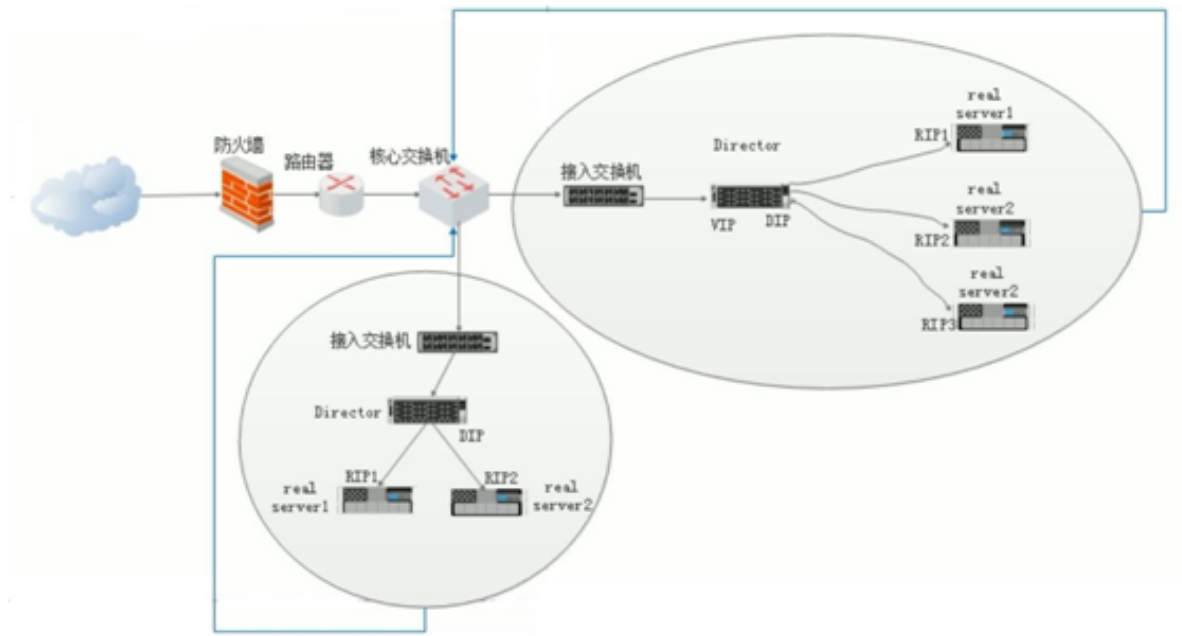 防火墙
路由器
核心交换机
接入交换机
Director
VIP
DIP
real
server1
RIP1
real
server2
RIP2
real
server2
RIP3
接入交换机
Director
DIP
RIP1
real
server1
RIP2
real
server2